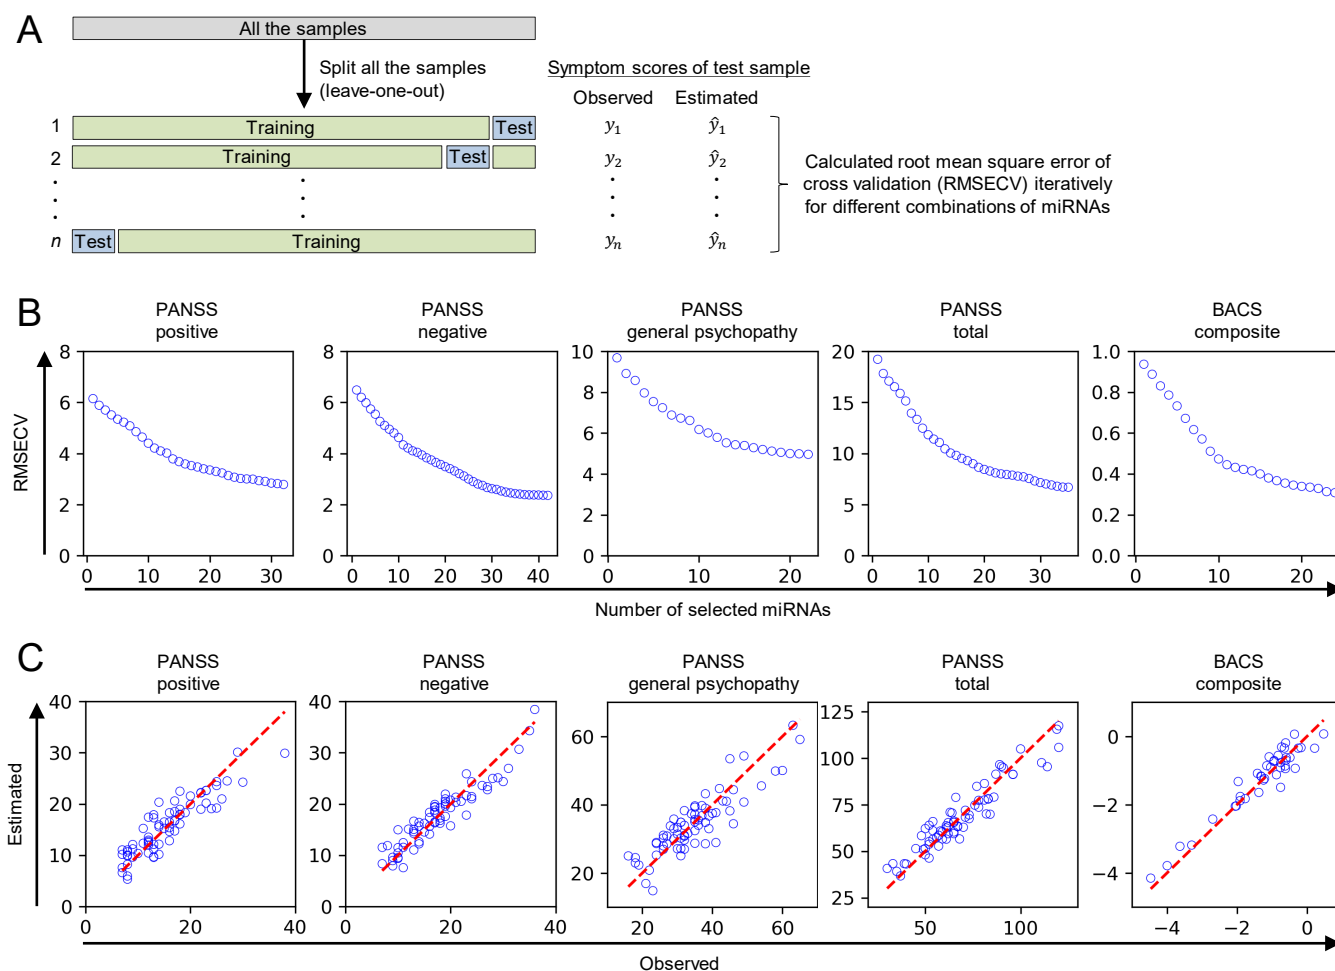 A
All the samples
Split all the samples
(leave-one-out)
Symptom scores of test sample
Observed Estimated
1 Training Test y₁ ŷ₁
2 Training Test y₂ ŷ₂
n Test Training yₙ ŷₙ
Calculated root mean square error of
cross validation (RMSECV) iteratively
for different combinations of miRNAs
B
PANSS
positive
PANSS
negative
PANSS
general psychopathy
PANSS
total
BACS
composite
RMSECV
8
6
4
2
0
0 10 20 30
8
6
4
2
0
0 10 20 30 40
10
8
6
4
2
0
0 10 20
20
15
10
5
0
0 10 20 30
1.0
0.8
0.6
0.4
0.2
0.0
0 10 20
Number of selected miRNAs
C
PANSS
positive
PANSS
negative
PANSS
general psychopathy
PANSS
total
BACS
composite
Estimated
40
30
20
10
0
0 20 40
40
30
20
10
0
0 20 40
60
40
20
20 40 60
125
100
75
50
25
50 100
0
−2
−4
−4 −2 0
Observed